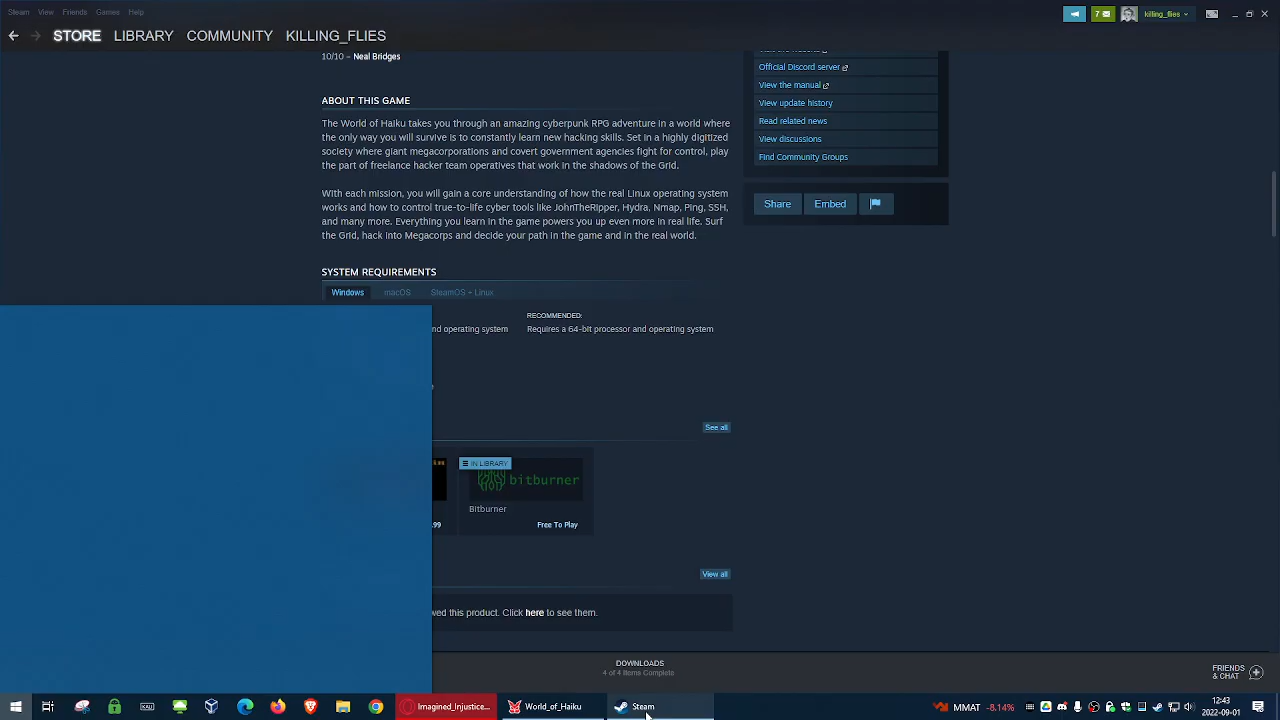 Steam View Friends Games Help
7
killing_flies
STORE LIBRARY COMMUNITY KILLING_FLIES
10/10 – Neal Bridges
Official Discord server
View the manual
View update history
Read related news
View discussions
Find Community Groups
Share Embed
ABOUT THIS GAME
The World of Haiku takes you through an amazing cyberpunk RPG adventure in a world where
the only way you will survive is to constantly learn new hacking skills. Set in a highly digitized
society where giant megacorporations and covert government agencies fight for control, play
the part of freelance hacker team operatives that work in the shadows of the Grid.
With each mission, you will gain a core understanding of how the real Linux operating system
works and how to control true-to-life cyber tools like JohnTheRipper, Hydra, Nmap, Ping, SSH,
and many more. Everything you learn in the game powers you up even more in real life. Surf
the Grid, hack into Megacorps and decide your path in the game and in the real world.
SYSTEM REQUIREMENTS
Windows macOS SteamOS + Linux
RECOMMENDED:
nd operating system Requires a 64-bit processor and operating system
See all
IN LIBRARY
bitburner
Bitburner
.99 Free To Play
View all
wed this product. Click here to see them.
DOWNLOADS
4 of 4 Items Complete
FRIENDS
& CHAT
Imagined_Injustice... World_of_Haiku Steam
MMAT -8.14%
12:43
2022-09-01